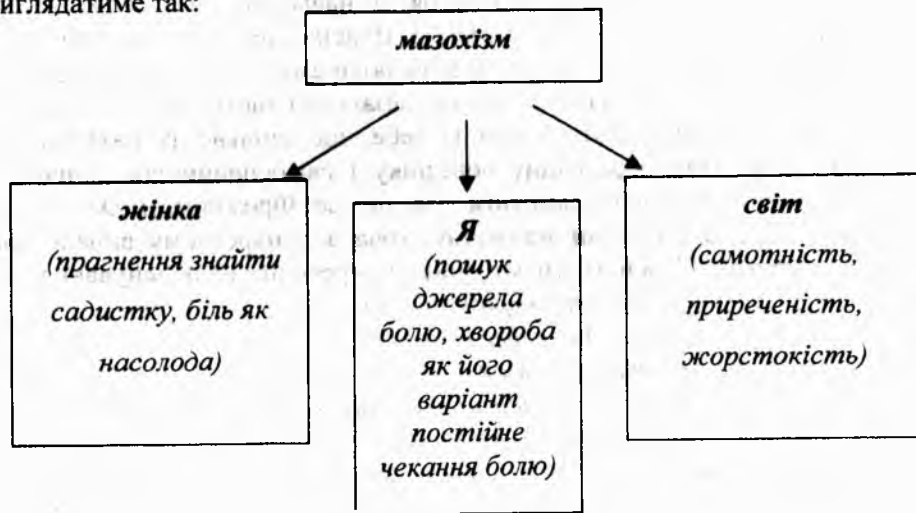 иглядатиме так:
мазохізм
жінка
(прагнення знайти
садистку, біль як
насолода)
Я
(пошук
джерела
болю, хвороба
як його
варіант
постійне
чекання болю)
світ
(самотність,
приреченість,
жорстокість)